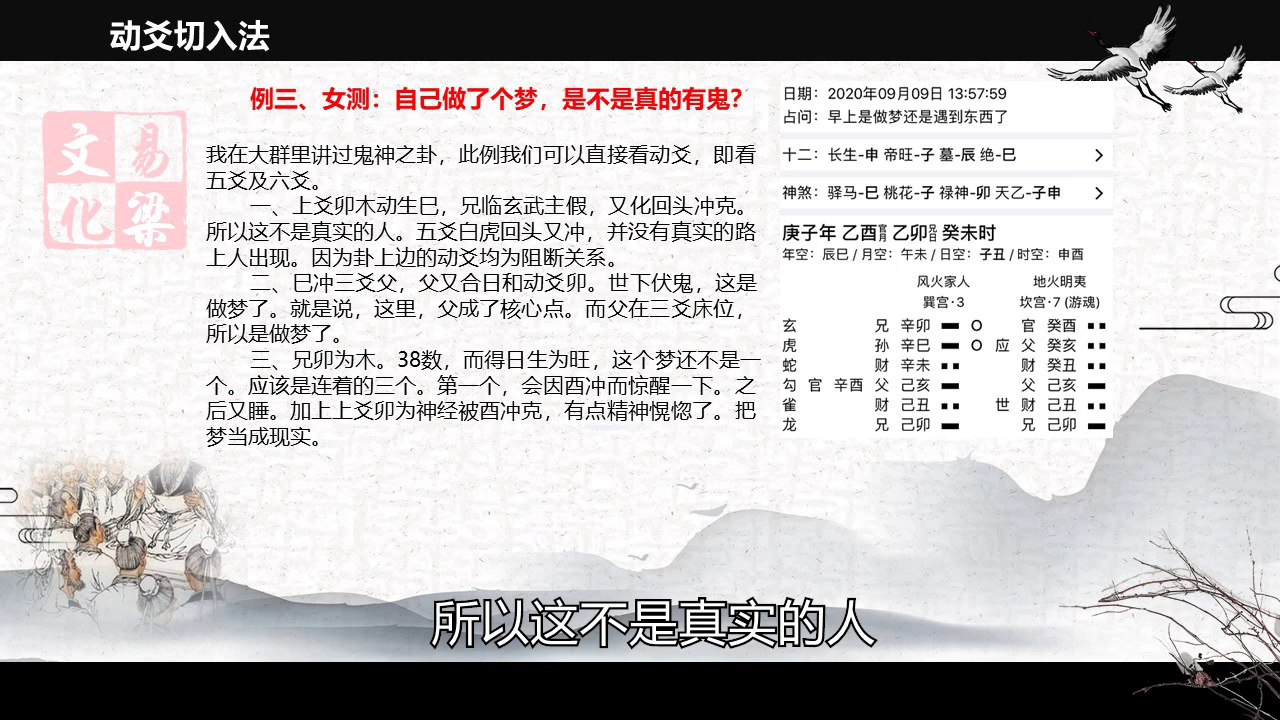 动爻切入法
例三、女测：自己做了个梦，是不是真的有鬼？
我在大群里讲过鬼神之卦，此例我们可以直接看动爻，即看
五爻及六爻。
一、上爻卯木动生巳，兄临玄武主假，又化回头冲克。
所以这不是真实的人。五爻白虎回头又冲，并没有真实的路
上人出现。因为卦上边的动爻均为阻断关系。
二、巳冲三爻父，父又合日和动爻卯。世下伏鬼，这是
做梦了。就是说，这里，父成了核心点。而父在三爻床位，
所以是做梦了。
三、兄卯为木。38数，而得日生为旺，这个梦还不是一
个。应该是连着的三个。第一个，会因酉冲而惊醒一下。之
后又睡。加上上爻卯为神经被酉冲克，有点精神愰惚了。把
梦当成现实。
文易
化梁
日期：2020年09月09日 13:57:59
占问：早上是做梦还是遇到东西了
十二：长生-申 帝旺-子 墓-辰 绝-巳
神煞：驿马-巳 桃花-子 禄神-卯 天乙-子申
庚子年 乙酉月 乙卯日 癸未时
年空：辰巳 / 月空：午未 / 日空：子丑 / 时空：申酉
风火家人 地火明夷
巽宫·3 坎宫·7 (游魂)
玄 兄 辛卯 O 官 癸酉
虎 孙 辛巳 O 应 父 癸亥
蛇 财 辛未 财 癸丑
勾 官 辛酉 父 己亥 父 己亥
雀 财 己丑 世 财 己丑
龙 兄 己卯 兄 己卯
所以这不是真实的人